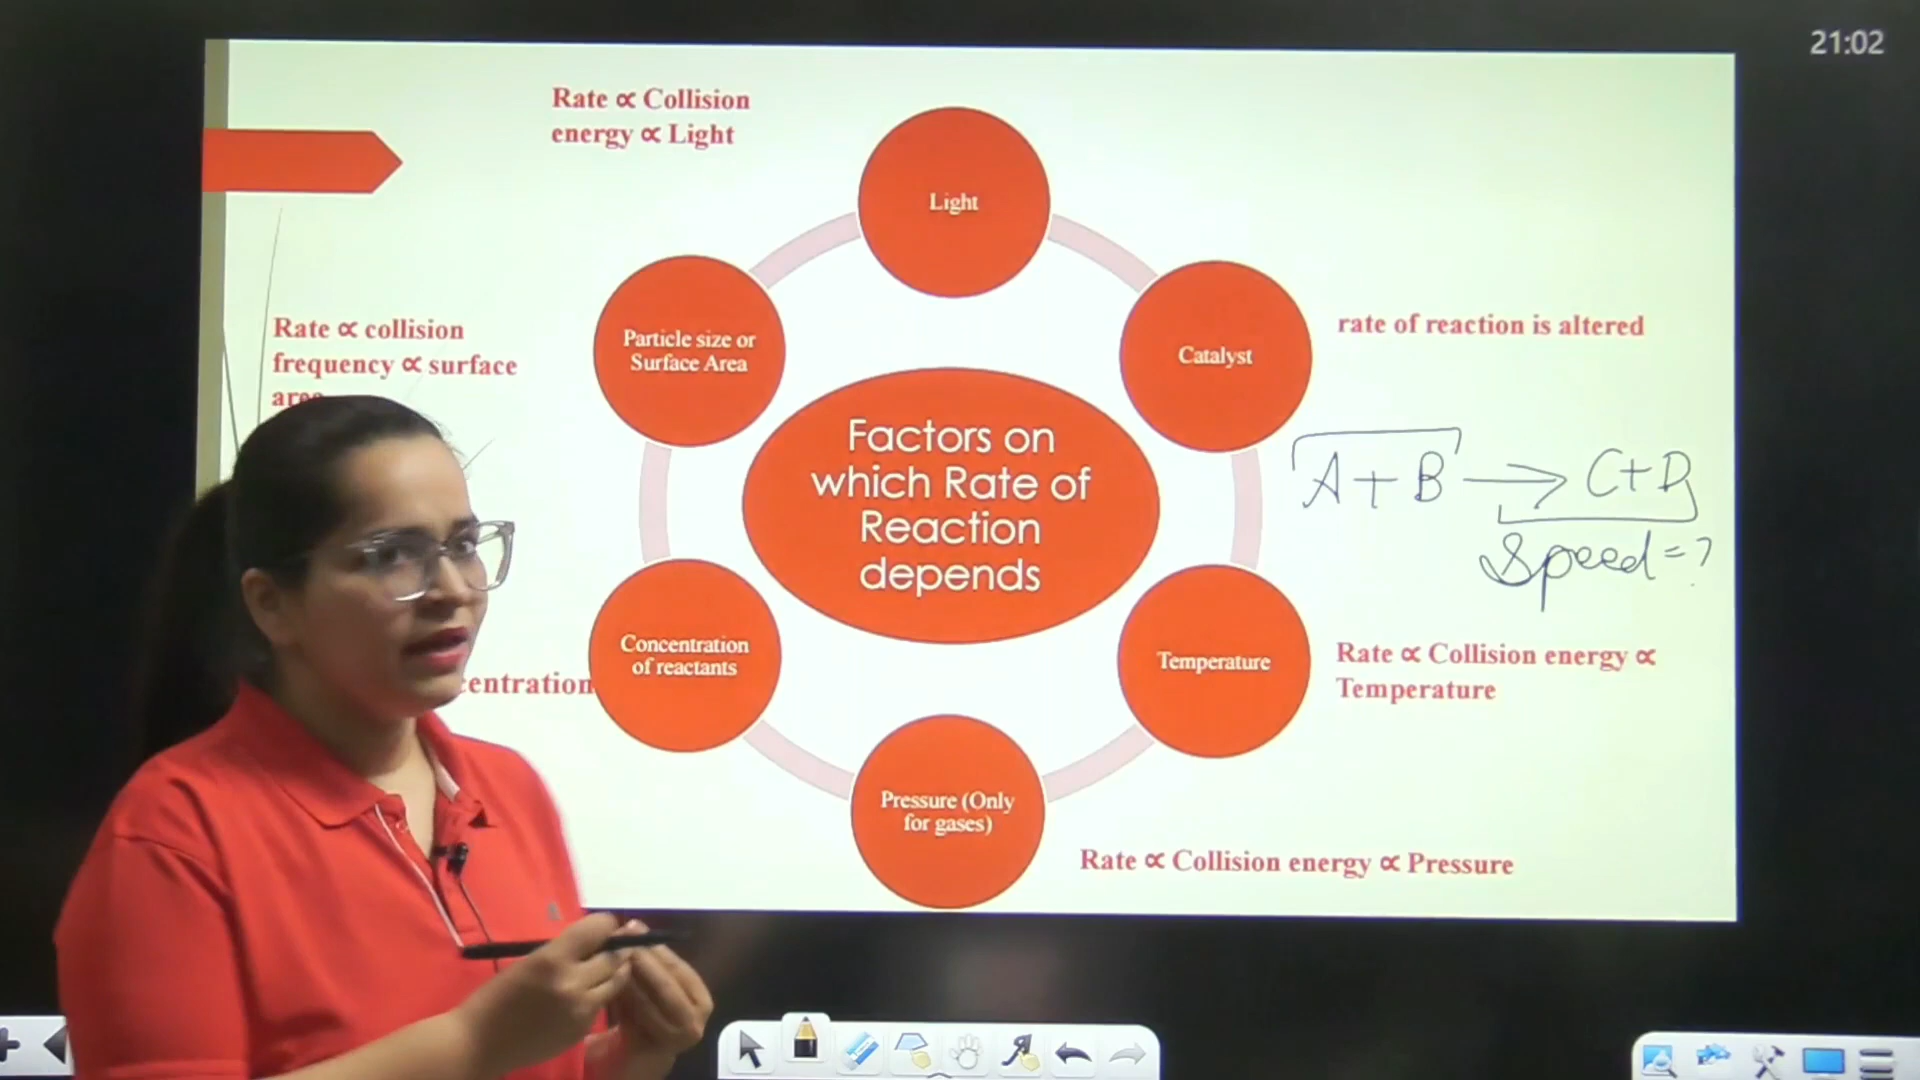 21:02
Rate ∝ Collision
energy ∝ Light
Light
Rate ∝ collision
frequency ∝ surface
area
Particle size or
Surface Area
Catalyst
rate of reaction is altered
Factors on
which Rate of
Reaction
depends
A + B → C + D
Speed = ?
Concentration
of reactants
Temperature
Rate ∝ Collision energy ∝
Temperature
Pressure (Only
for gases)
Rate ∝ Collision energy ∝ Pressure